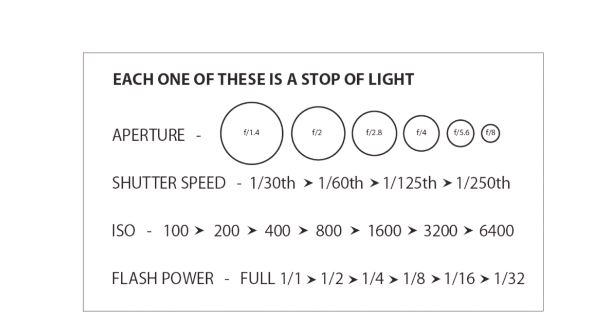 EACH ONE OF THESE IS A STOP OF LIGHT
APERTURE - f/1.4 f/2 f/2.8 f/4 f/5.6 f/8
SHUTTER SPEED - 1/30th ➤ 1/60th ➤ 1/125th ➤ 1/250th
ISO - 100 ➤ 200 ➤ 400 ➤ 800 ➤ 1600 ➤ 3200 ➤ 6400
FLASH POWER - FULL 1/1 ➤ 1/2 ➤ 1/4 ➤ 1/8 ➤ 1/16 ➤ 1/32